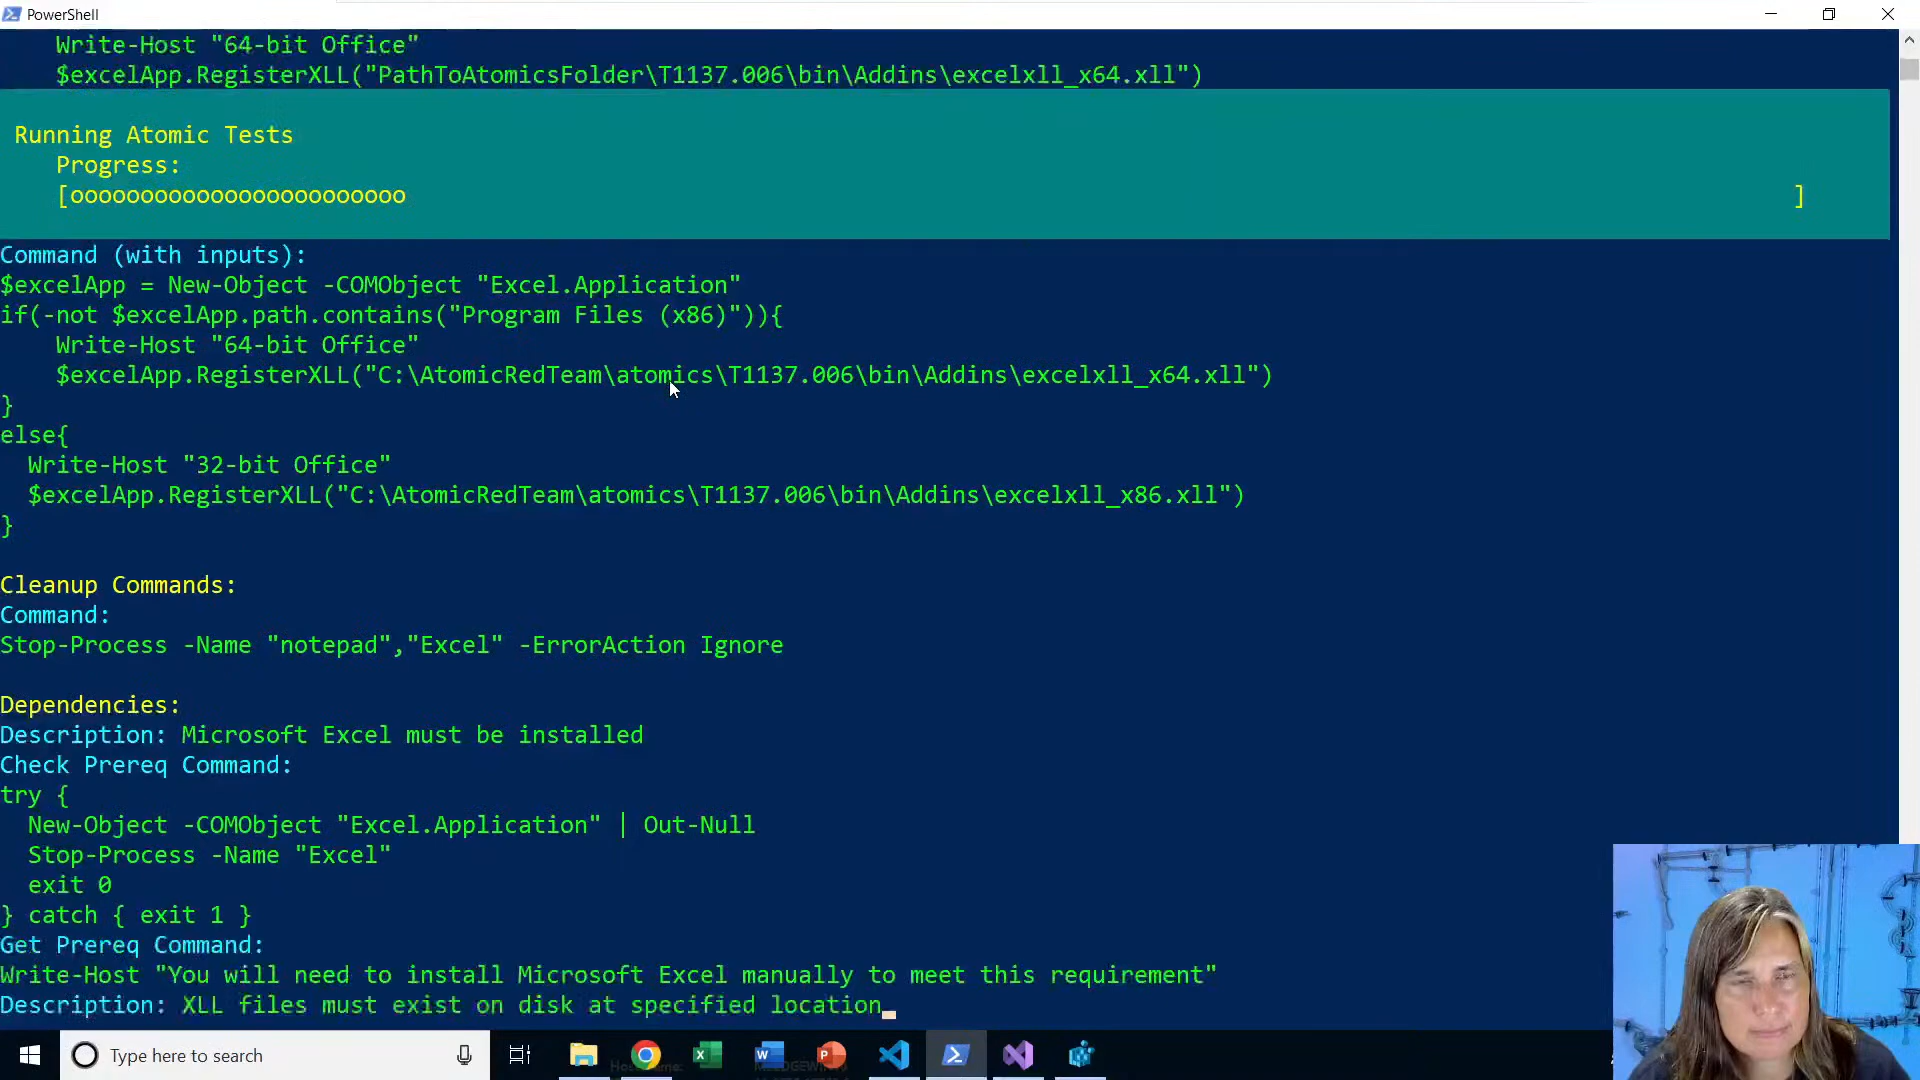 PowerShell
Write-Host "64-bit Office"
$excelApp.RegisterXLL("PathToAtomicsFolder\T1137.006\bin\Addins\excelxll_x64.xll")
Running Atomic Tests
Progress:
[oooooooooooooooooooooooo ]
Command (with inputs):
$excelApp = New-Object -COMObject "Excel.Application"
if(-not $excelApp.path.contains("Program Files (x86)")){
Write-Host "64-bit Office"
$excelApp.RegisterXLL("C:\AtomicRedTeam\atomics\T1137.006\bin\Addins\excelxll_x64.xll")
}
else{
Write-Host "32-bit Office"
$excelApp.RegisterXLL("C:\AtomicRedTeam\atomics\T1137.006\bin\Addins\excelxll_x86.xll")
}
Cleanup Commands:
Command:
Stop-Process -Name "notepad","Excel" -ErrorAction Ignore
Dependencies:
Description: Microsoft Excel must be installed
Check Prereq Command:
try {
New-Object -COMObject "Excel.Application" | Out-Null
Stop-Process -Name "Excel"
exit 0
} catch { exit 1 }
Get Prereq Command:
Write-Host "You will need to install Microsoft Excel manually to meet this requirement"
Description: XLL files must exist on disk at specified location
Type here to search